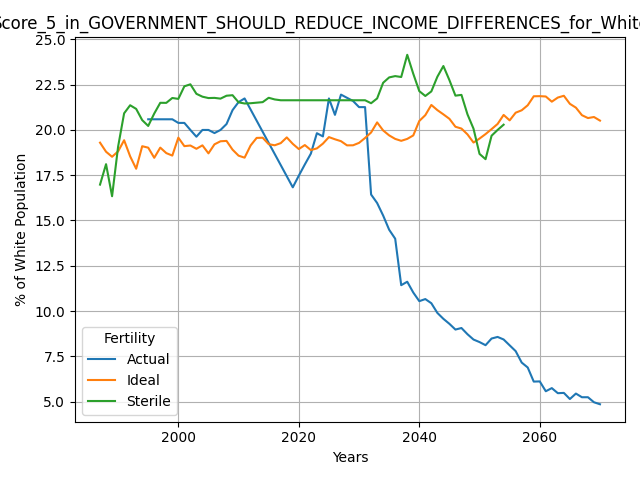 Score_5_in_GOVERNMENT_SHOULD_REDUCE_INCOME_DIFFERENCES_for_White
25.0
22.5
20.0
17.5
15.0
12.5
10.0
7.5
5.0
% of White Population
Fertility
Actual
Ideal
Sterile
2000
2020
2040
2060
Years